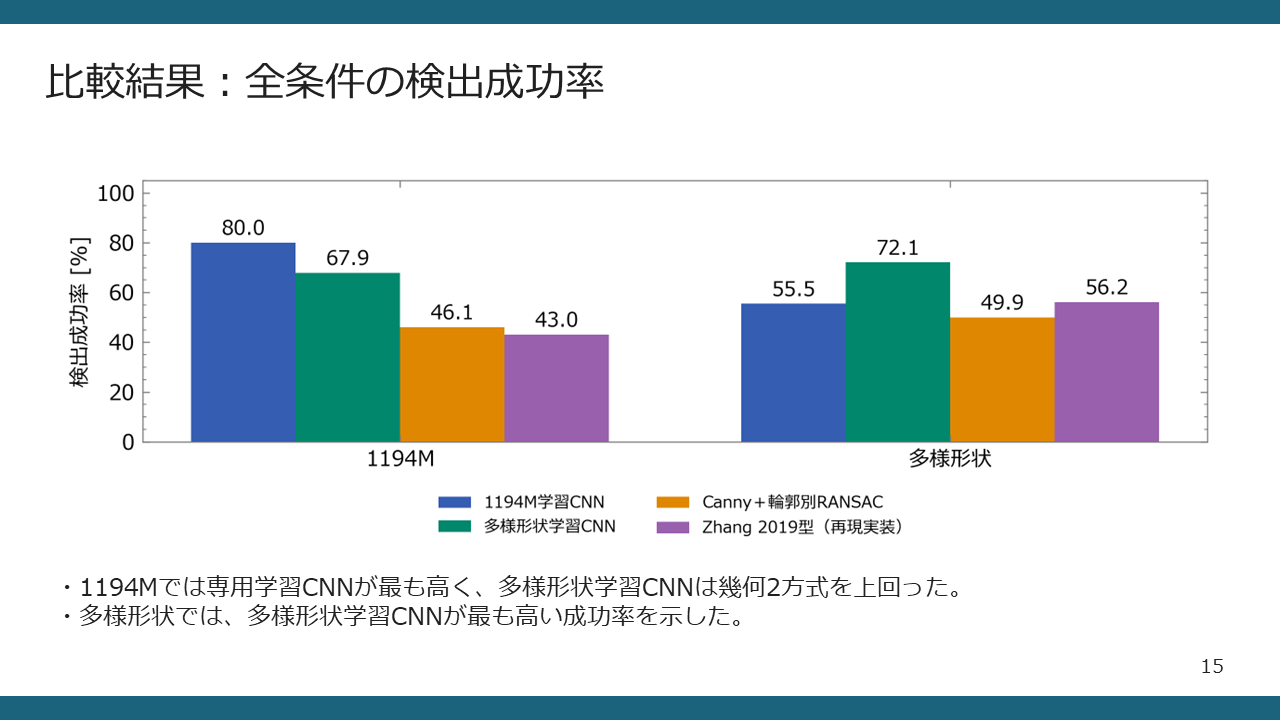 比較結果：全条件の検出成功率
検出成功率 [%]
100
80
60
40
20
0
80.0
67.9
46.1
43.0
55.5
72.1
49.9
56.2
1194M
多様形状
1194M学習CNN
多様形状学習CNN
Canny＋輪郭別RANSAC
Zhang 2019型（再現実装）
・1194Mでは専用学習CNNが最も高く、多様形状学習CNNは幾何2方式を上回った。
・多様形状では、多様形状学習CNNが最も高い成功率を示した。
15